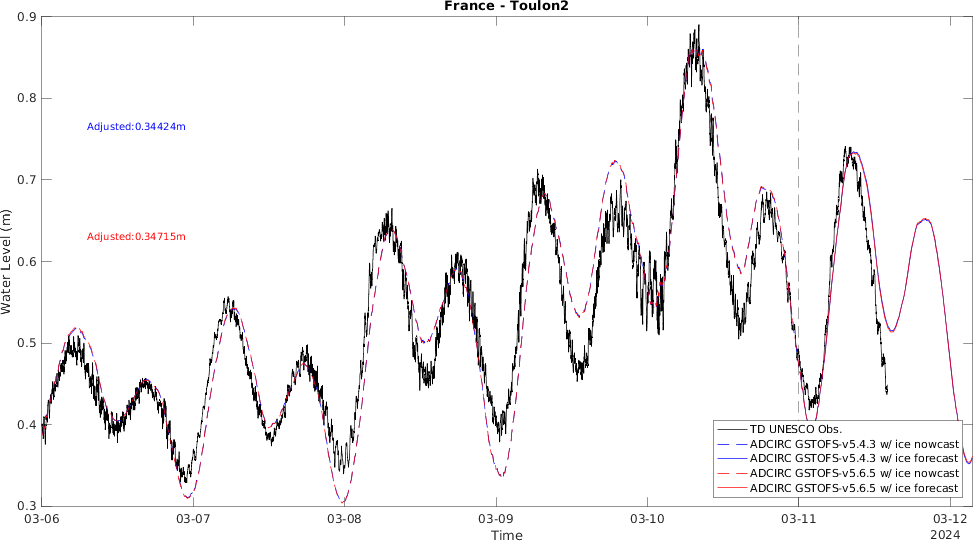 France - Toulon2
0.9
0.8
0.7
0.6
0.5
0.4
0.3
Water Level (m)
Adjusted:0.34424m
Adjusted:0.34715m
TD UNESCO Obs.
ADCIRC GSTOFS-v5.4.3 w/ ice nowcast
ADCIRC GSTOFS-v5.4.3 w/ ice forecast
ADCIRC GSTOFS-v5.6.5 w/ ice nowcast
ADCIRC GSTOFS-v5.6.5 w/ ice forecast
03-06 03-07 03-08 03-09 03-10 03-11 03-12
Time
2024